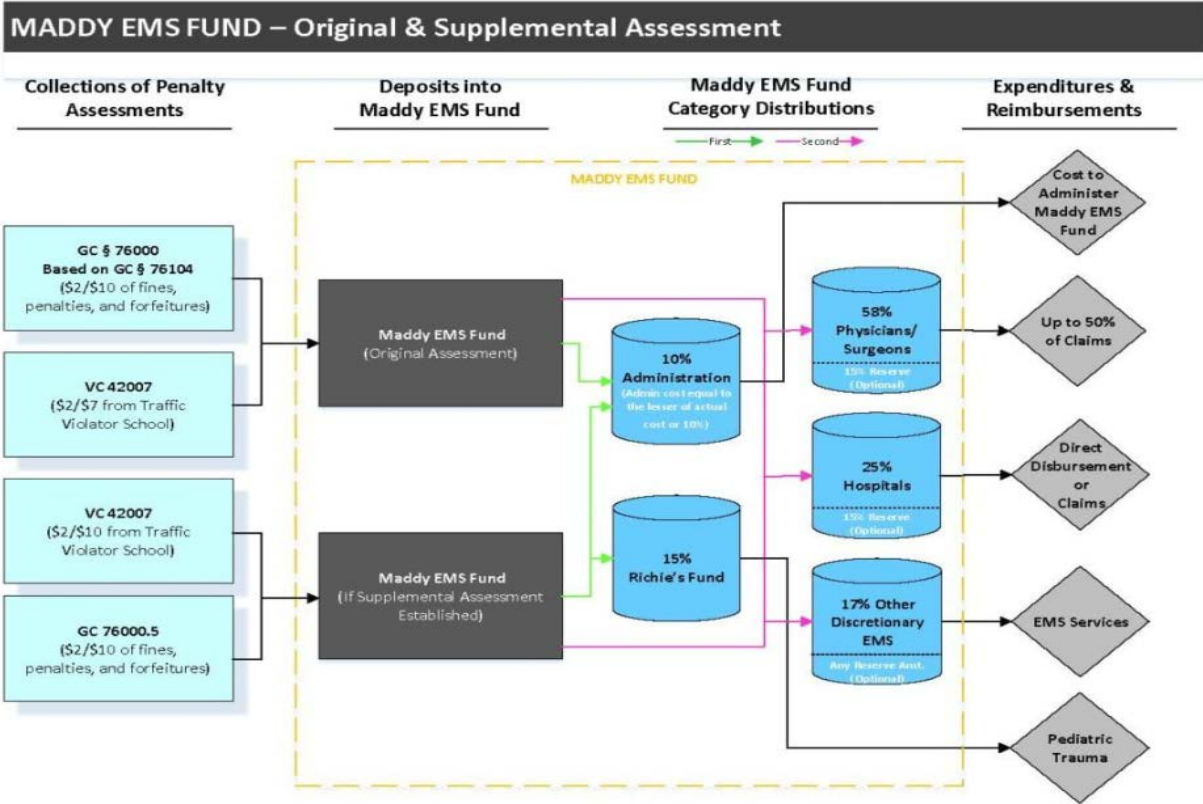 MADDY EMS FUND – Original & Supplemental Assessment
Collections of Penalty
Assessments
Deposits into
Maddy EMS Fund
Maddy EMS Fund
Category Distributions
Expenditures &
Reimbursements
First
Second
MADDY EMS FUND
GC § 76000
Based on GC § 76104
($2/$10 of fines,
penalties, and forfeitures)
VC 42007
($2/$7 from Traffic
Violator School)
VC 42007
($2/$10 from Traffic
Violator School)
GC 76000.5
($2/$10 of fines,
penalties, and forfeitures)
Maddy EMS Fund
(Original Assessment)
Maddy EMS Fund
(If Supplemental Assessment
Established)
10%
Administration
(Admin cost equal to
the lesser of actual
cost or 10%)
15%
Richie's Fund
58%
Physicians/
Surgeons
15% Reserve
(Optional)
25%
Hospitals
15% Reserve
(Optional)
17% Other
Discretionary
EMS
Any Reserve Amt.
(Optional)
Cost to
Administer
Maddy EMS
Fund
Up to 50%
of Claims
Direct
Disbursement
or
Claims
EMS Services
Pediatric
Trauma